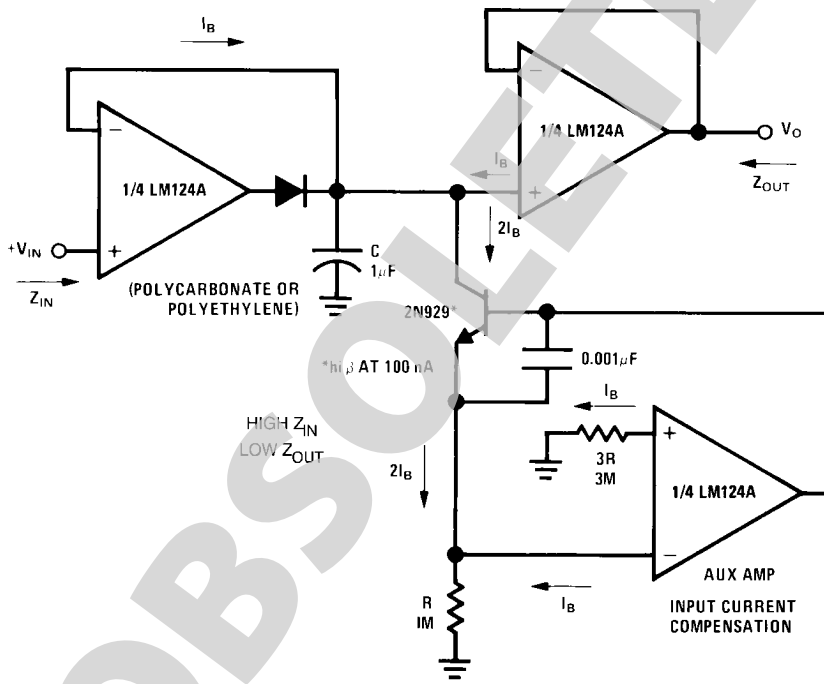 I_B
1/4 LM124A
−
+
+V_IN
Z_IN
C
1μF
(POLYCARBONATE OR
POLYETHYLENE)
1/4 LM124A
−
+
I_B
V_O
Z_OUT
2I_B
2N929*
*hi β AT 100 nA
0.001μF
HIGH Z_IN
LOW Z_OUT
I_B
3R
3M
+
1/4 LM124A
−
2I_B
AUX AMP
INPUT CURRENT
COMPENSATION
I_B
R
1M
OBSOLETE